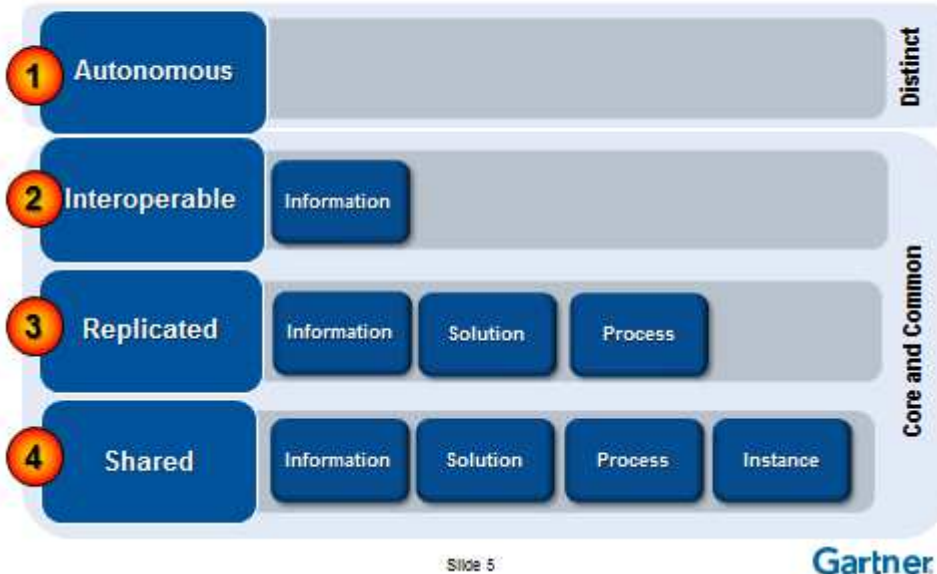 1
Autonomous
Distinct
2
Interoperable
Information
3
Replicated
Information
Solution
Process
4
Shared
Information
Solution
Process
Instance
Core and Common
Slide 5
Gartner